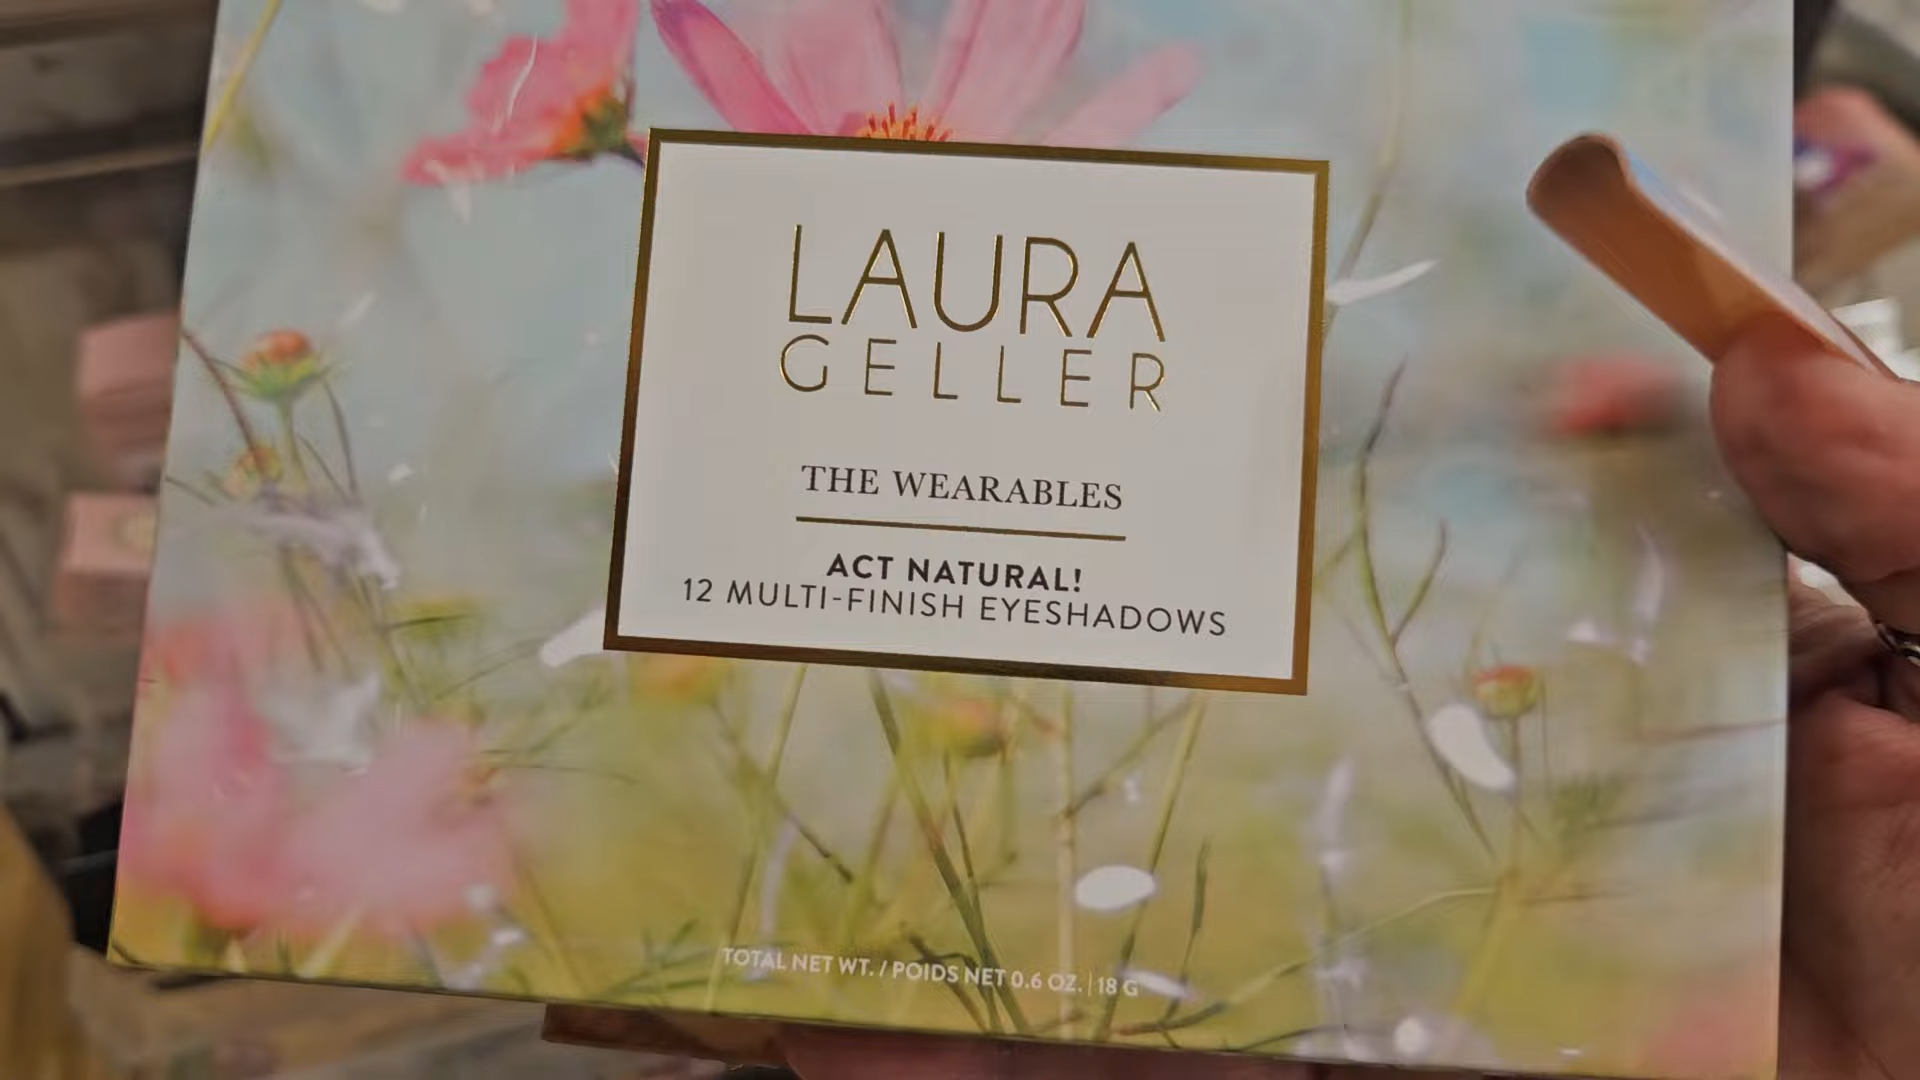 LAURA
GELLER
THE WEARABLES
ACT NATURAL!
12 MULTI-FINISH EYESHADOWS
TOTAL NET WT. / POIDS NET 0.6 OZ. | 18 G